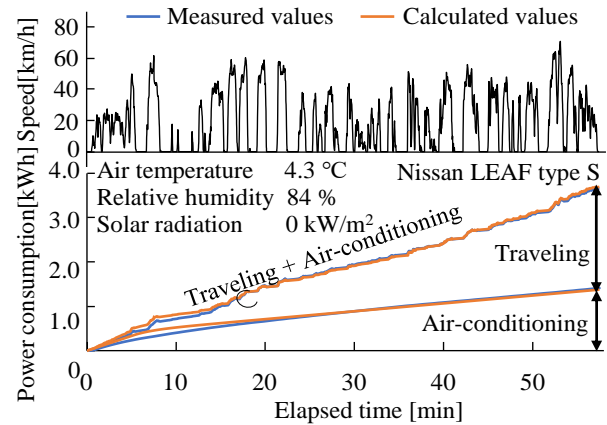 Measured values
Calculated values
Speed[km/h]
80
60
40
20
0
Power consumption[kWh]
4.0
3.0
2.0
1.0
0
Air temperature 4.3 ℃
Relative humidity 84 %
Solar radiation 0 kW/m²
Nissan LEAF type S
Traveling + Air-conditioning
Traveling
Air-conditioning
0 10 20 30 40 50
Elapsed time [min]